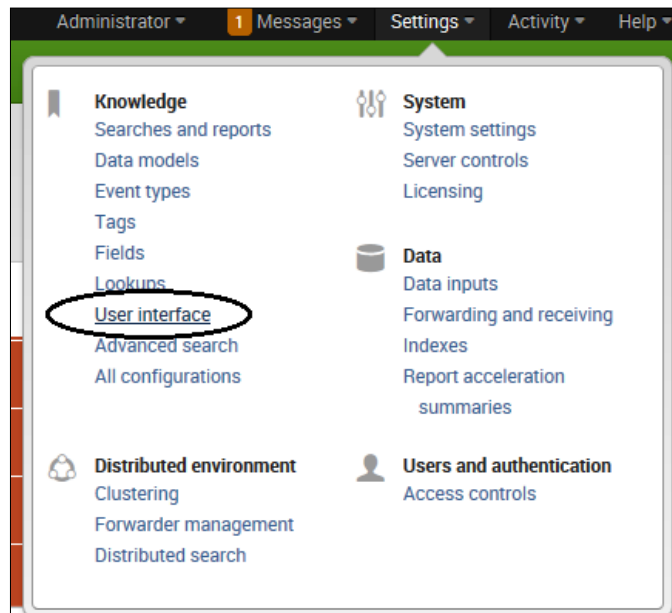 Administrator 1 Messages Settings Activity Help
Knowledge
Searches and reports
Data models
Event types
Tags
Fields
Lookups
User interface
Advanced search
All configurations
System
System settings
Server controls
Licensing
Data
Data inputs
Forwarding and receiving
Indexes
Report acceleration
summaries
Distributed environment
Clustering
Forwarder management
Distributed search
Users and authentication
Access controls